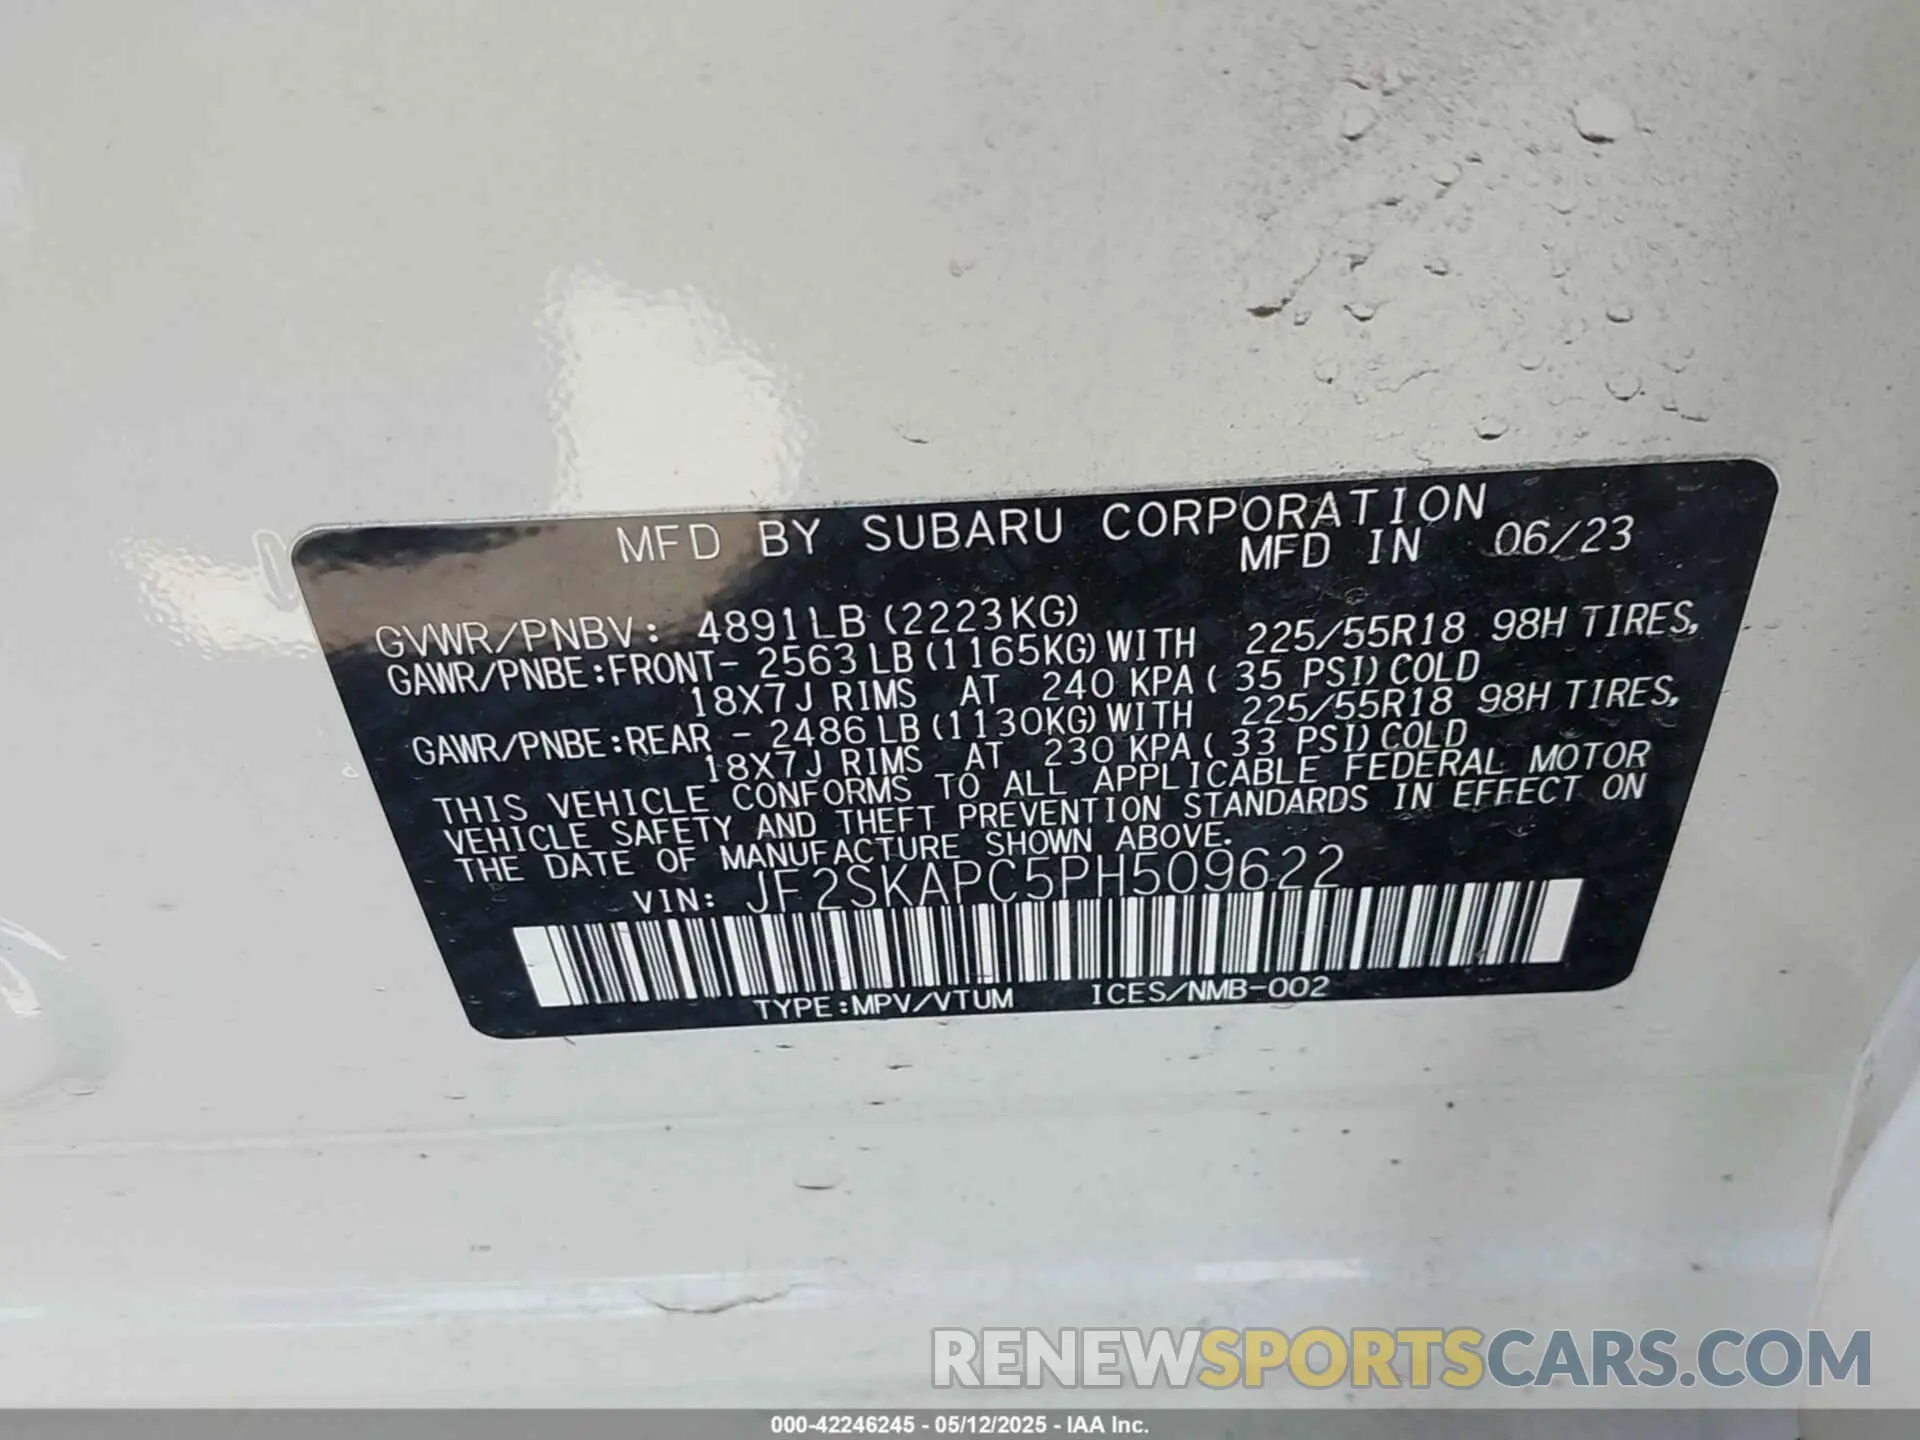 MFD BY SUBARU CORPORATION
MFD IN 06/23
GVWR/PNBV: 4891LB (2223KG)
GAWR/PNBE:FRONT- 2563LB (1165KG) WITH 225/55R18 98H TIRES,
18X7J RIMS AT 240 KPA ( 35 PSI) COLD
GAWR/PNBE:REAR - 2486LB (1130KG) WITH 225/55R18 98H TIRES,
18X7J RIMS AT 230 KPA ( 33 PSI) COLD
THIS VEHICLE CONFORMS TO ALL APPLICABLE FEDERAL MOTOR
VEHICLE SAFETY AND THEFT PREVENTION STANDARDS IN EFFECT ON
THE DATE OF MANUFACTURE SHOWN ABOVE.
VIN: JF2SKAPC5PH509622
TYPE:MPV/VTUM ICES/NMB-002
RENEWSPORTSCARS.COM
000-42246245 - 05/12/2025 - IAA Inc.